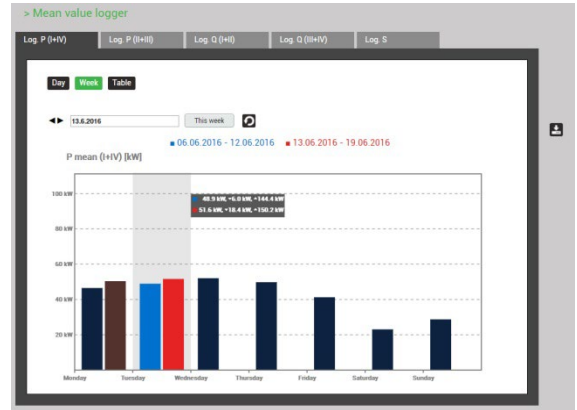 > Mean value logger
Log. P (I+IV) Log. P (II+III) Log. Q (I+II) Log. Q (III+IV) Log. S
Day Week Table
13.6.2016 This week
06.06.2016 - 12.06.2016 13.06.2016 - 19.06.2016
P mean (I+IV) [kW]
100 kW
48.9 kW, +6.0 kW, +144.4 kW
51.6 kW, +18.4 kW, +150.2 kW
80 kW
60 kW
40 kW
20 kW
Monday Tuesday Wednesday Thursday Friday Saturday Sunday